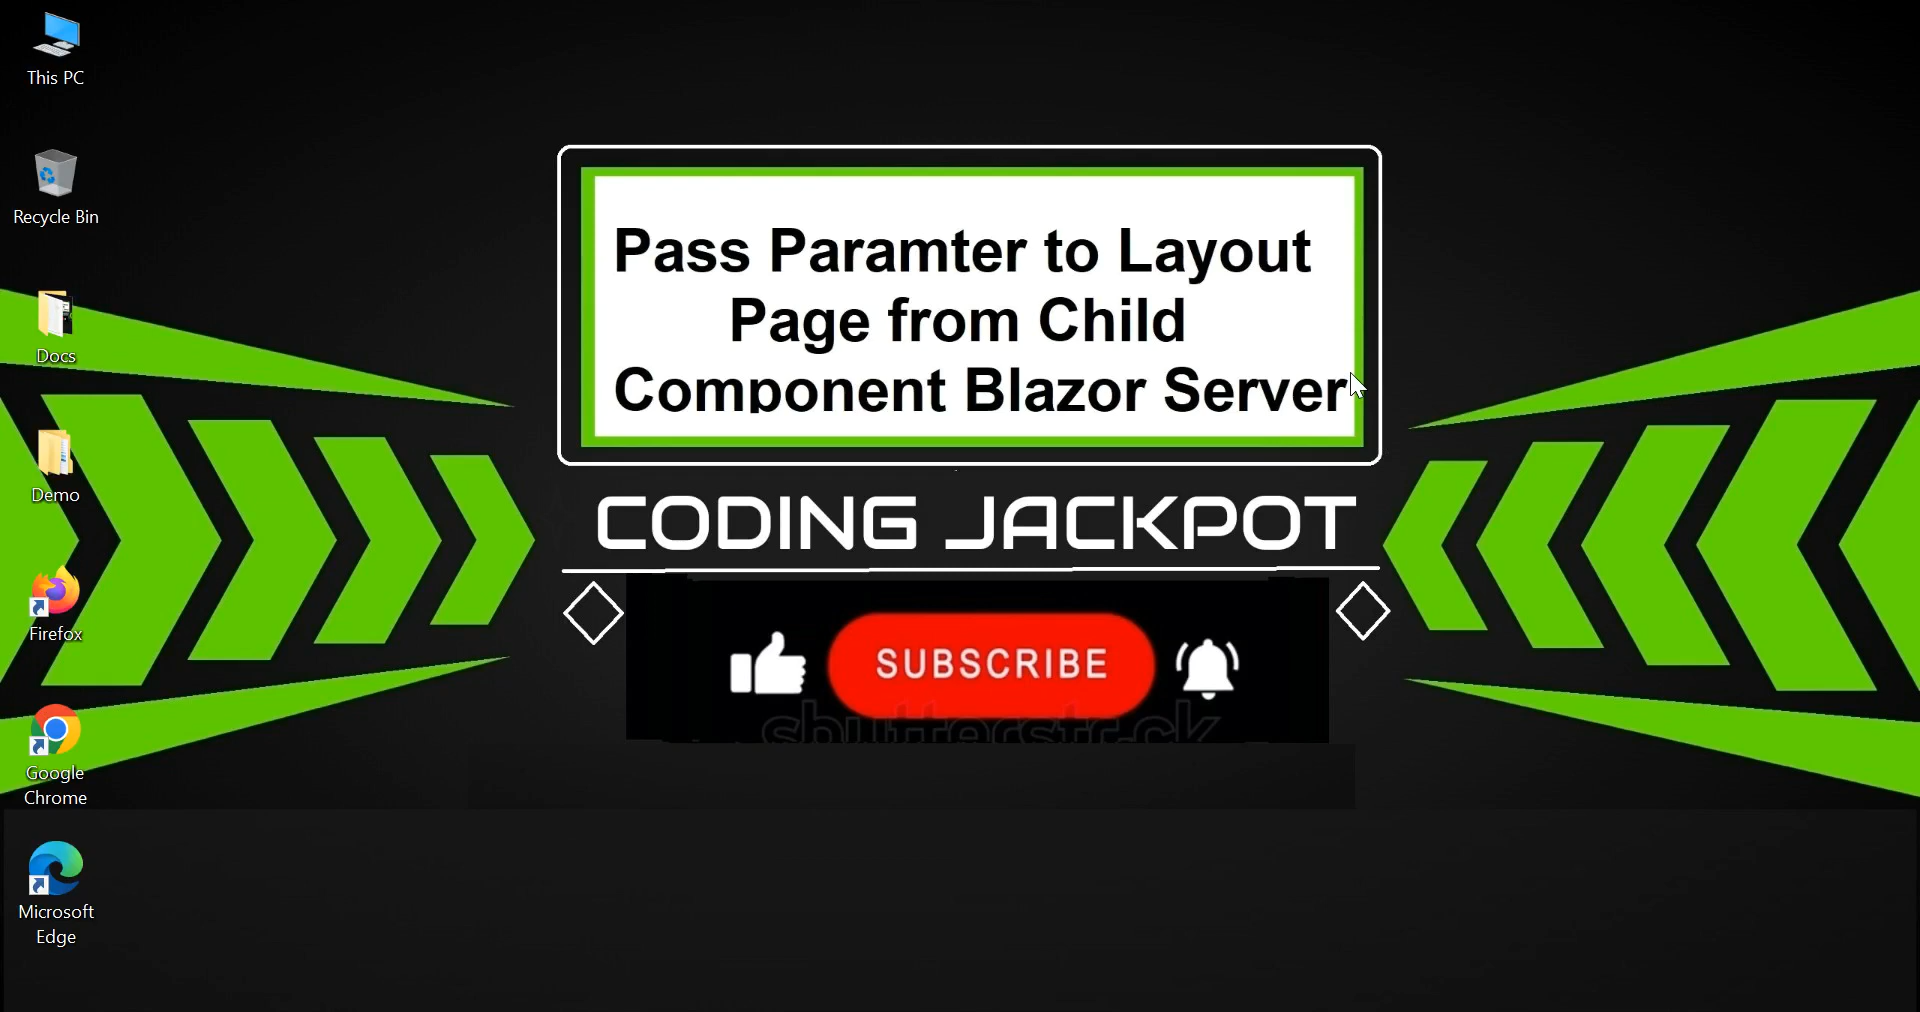 This PC
Recycle Bin
Docs
Demo
Firefox
Google
Chrome
Microsoft
Edge
Pass Paramter to Layout
Page from Child
Component Blazor Server
CODING JACKPOT
SUBSCRIBE
shutterstock